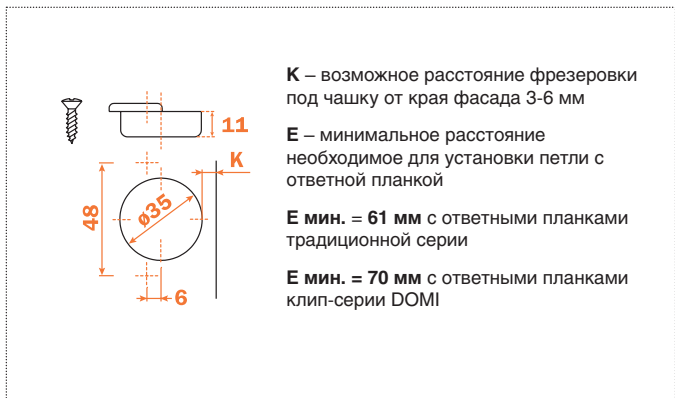 11
K
ø35
48
6
K – возможное расстояние фрезеровки
под чашку от края фасада 3-6 мм
E – минимальное расстояние
необходимое для установки петли с
ответной планкой
E мин. = 61 мм с ответными планками
традиционной серии
E мин. = 70 мм с ответными планками
клип-серии DOMI